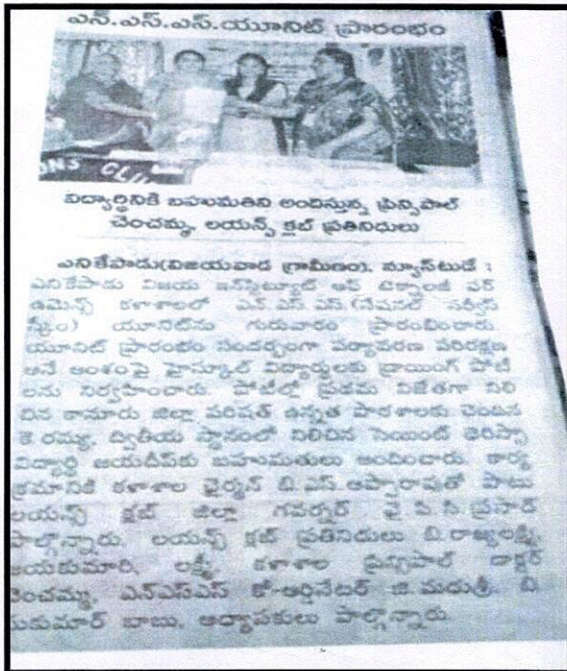 ఎన్.ఎస్.ఎస్.యూనిట్ ప్రారంభం
ONS CLU
విద్యార్థినికి బహుమతిని అందిస్తున్న ప్రిన్సిపాల్
చెంచమ్మ, లయన్స్ క్లబ్ ప్రతినిధులు
ఎనికేపాడు(విజయవాడ గ్రామీణం), న్యూస్‌టుడే :
ఎనికేపాడు విజయ ఇన్‌స్టిట్యూట్ ఆఫ్ టెక్నాలజీ ఫర్
ఉమెన్స్ కళాశాలలో ఎన్.ఎస్.ఎస్.(నేషనల్ సర్వీస్
స్కీం) యూనిట్‌ను గురువారం ప్రారంభించారు.
యూనిట్ ప్రారంభం సందర్భంగా పర్యావరణ పరిరక్షణ
అనే అంశంపై హైస్కూల్ విద్యార్థులకు డ్రాయింగ్ పోటీ
లను నిర్వహించారు. పోటీల్లో ప్రథమ విజేతగా నిలి
చిన కానూరు జిల్లా పరిషత్ ఉన్నత పాఠశాలకు చెందిన
రమ్య, ద్వితీయ స్థానంలో నిలిచిన సెయింట్ థెరిస్సా
విద్యార్థి జయదీప్‌కు బహుమతులు అందించారు. కార్య
క్రమానికి కళాశాల ఛైర్మన్ బి.ఎస్.అప్పారావుతో పాటు
లయన్స్ క్లబ్ జిల్లా గవర్నర్ వై.సి.సి.ప్రసాద్
పాల్గొన్నారు. లయన్స్ క్లబ్ ప్రతినిధులు బి.రాజ్యలక్ష్మి,
జయకుమారి, లక్ష్మీ కళాశాల ప్రిన్సిపాల్ డాక్టర్
చెంచమ్మ, ఎన్ఎస్ఎస్ కో-ఆర్డినేటర్ జి.మధుశ్రీ, బి.
సుకుమార్ బాబు, అధ్యాపకులు పాల్గొన్నారు.